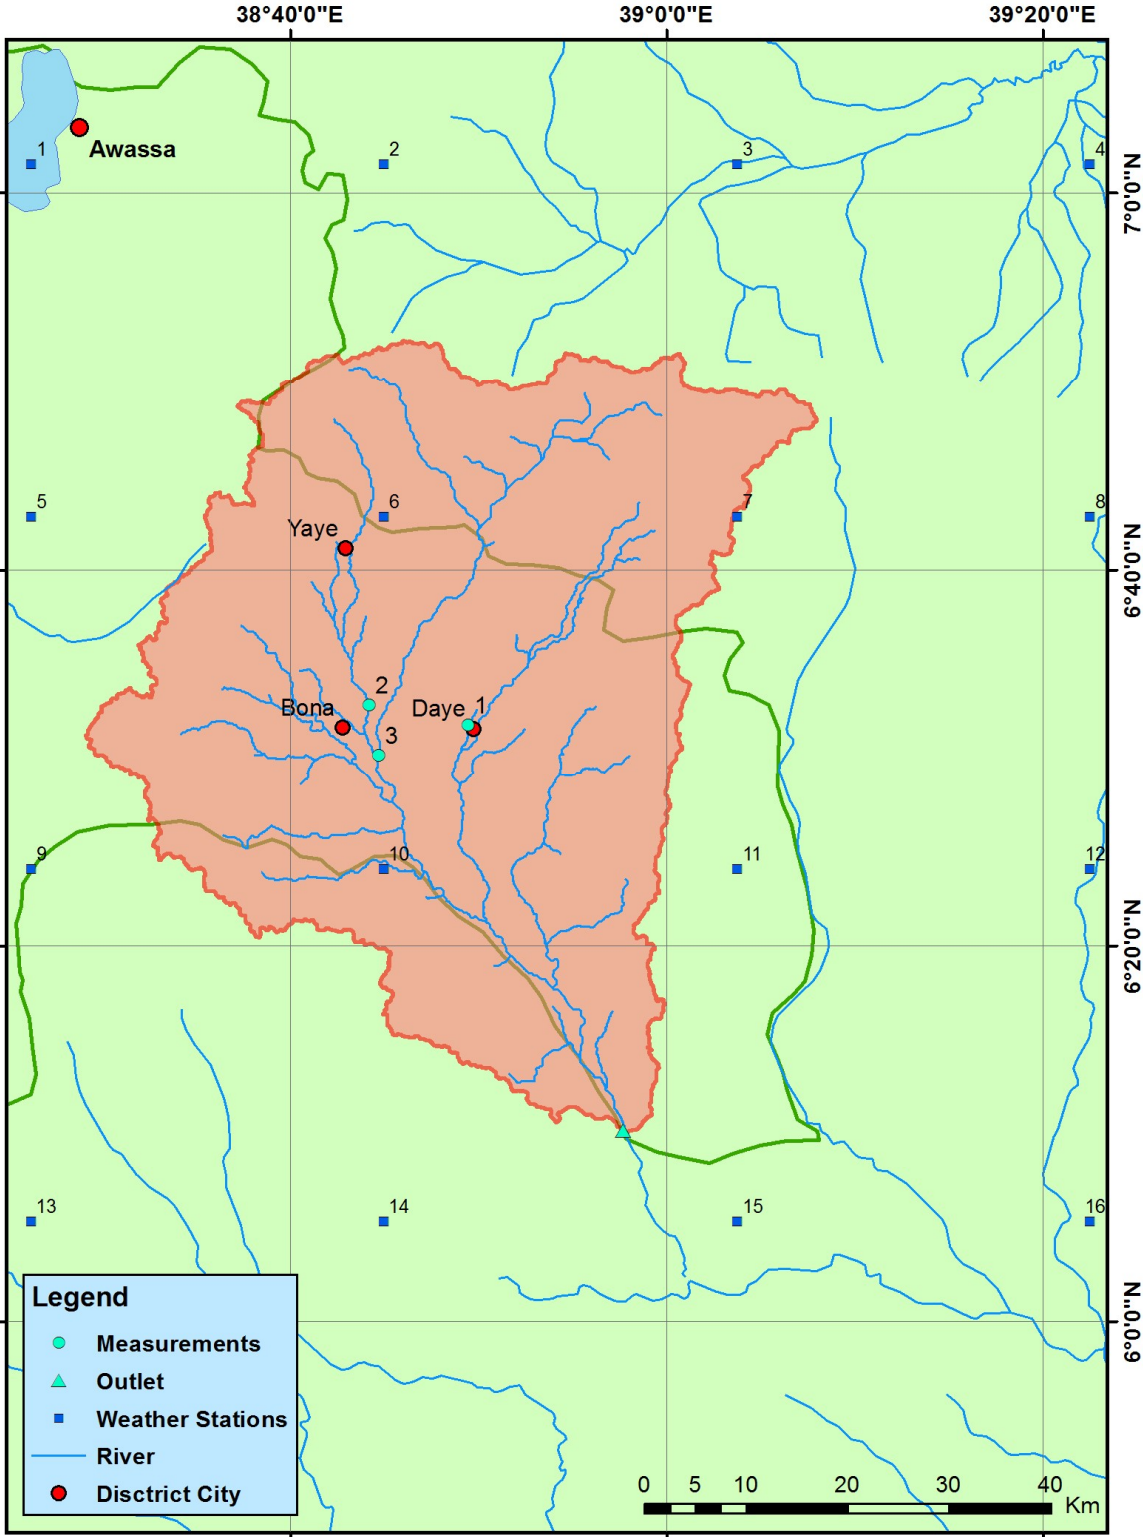 38°40'0"E
39°0'0"E
39°20'0"E
Awassa
1
2
3
4
7°0'0"N
5
6
7
8
Yaye
6°40'0"N
2
Bona
Daye
1
3
9
10
11
12
6°20'0"N
13
14
15
16
Legend
Measurements
Outlet
Weather Stations
River
Disctrict City
6°0'0"N
0 5 10 20 30 40
Km